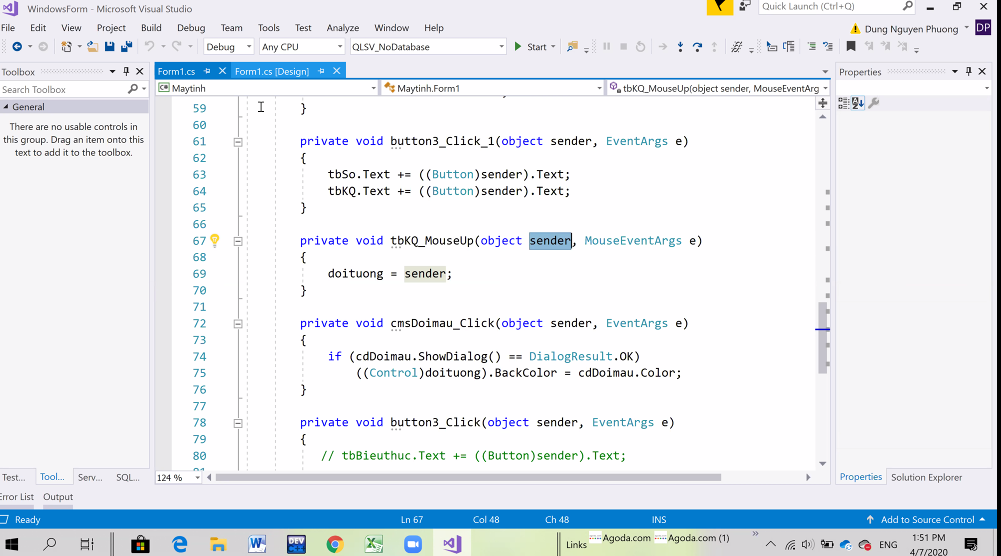 WindowsForm - Microsoft Visual Studio
Quick Launch (Ctrl+Q)
File Edit View Project Build Debug Team Tools Test Analyze Window Help
Dung Nguyen Phuong DP
Debug Any CPU QLSV_NoDatabase Start
Toolbox
Form1.cs Form1.cs [Design]
Properties
Search Toolbox
Maytinh Maytinh.Form1 tbKQ_MouseUp(object sender, MouseEventArg
General
There are no usable controls in
this group. Drag an item onto this
text to add it to the toolbox.
59 }
60
61 private void button3_Click_1(object sender, EventArgs e)
62 {
63 tbSo.Text += ((Button)sender).Text;
64 tbKQ.Text += ((Button)sender).Text;
65 }
66
67 private void tbKQ_MouseUp(object sender, MouseEventArgs e)
68 {
69 doituong = sender;
70 }
71
72 private void cmsDoimau_Click(object sender, EventArgs e)
73 {
74 if (cdDoimau.ShowDialog() == DialogResult.OK)
75 ((Control)doituong).BackColor = cdDoimau.Color;
76 }
77
78 private void button3_Click(object sender, EventArgs e)
79 {
80 // tbBieuthuc.Text += ((Button)sender).Text;
Test... Tool... Serv... SQL...
124 %
Properties Solution Explorer
Error List Output
Ready Ln 67 Col 48 Ch 48 INS Add to Source Control
Links Agoda.com Agoda.com (1) ENG 1:51 PM
4/7/2020